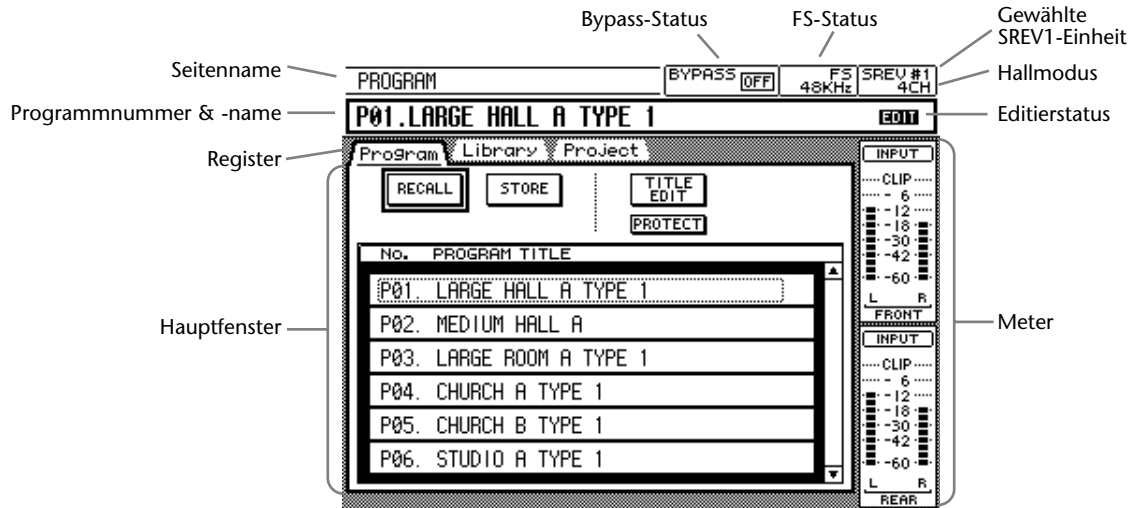 Bypass-Status
FS-Status
Gewählte
SREV1-Einheit
Seitenname
PROGRAM
BYPASS OFF
FS
48KHz
SREV #1
4CH
Hallmodus
Programmnummer & -name
P01.LARGE HALL A TYPE 1
EDIT
Editierstatus
Register
Program
Library
Project
RECALL
STORE
TITLE
EDIT
PROTECT
No. PROGRAM TITLE
P01. LARGE HALL A TYPE 1
P02. MEDIUM HALL A
P03. LARGE ROOM A TYPE 1
P04. CHURCH A TYPE 1
P05. CHURCH B TYPE 1
P06. STUDIO A TYPE 1
Hauptfenster
INPUT
CLIP
- 6
-12
-18
-30
-42
-60
L R
FRONT
INPUT
CLIP
- 6
-12
-18
-30
-42
-60
L R
REAR
Meter